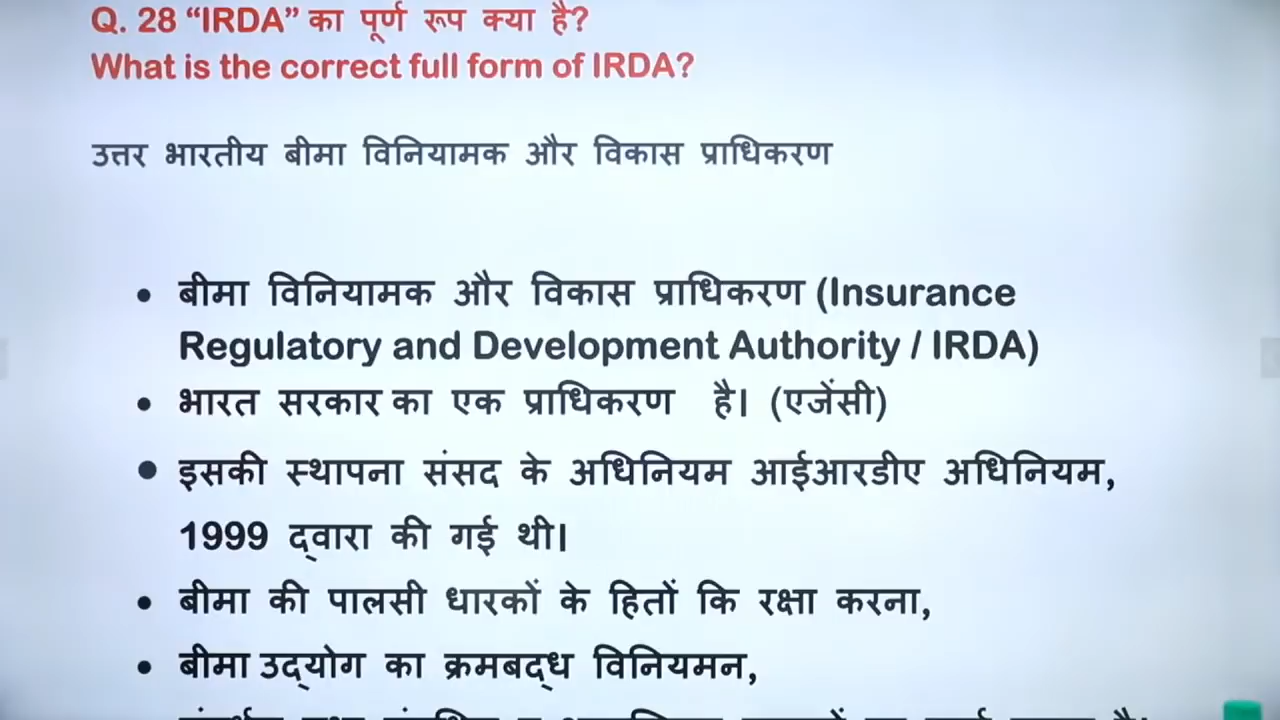 Q. 28 “IRDA” का पूर्ण रूप क्या है?
What is the correct full form of IRDA?
उत्तर भारतीय बीमा विनियामक और विकास प्राधिकरण
• बीमा विनियामक और विकास प्राधिकरण (Insurance
Regulatory and Development Authority / IRDA)
• भारत सरकार का एक प्राधिकरण है। (एजेंसी)
• इसकी स्थापना संसद के अधिनियम आईआरडीए अधिनियम,
1999 द्वारा की गई थी।
• बीमा की पालसी धारकों के हितों कि रक्षा करना,
• बीमा उद्योग का क्रमबद्ध विनियमन,